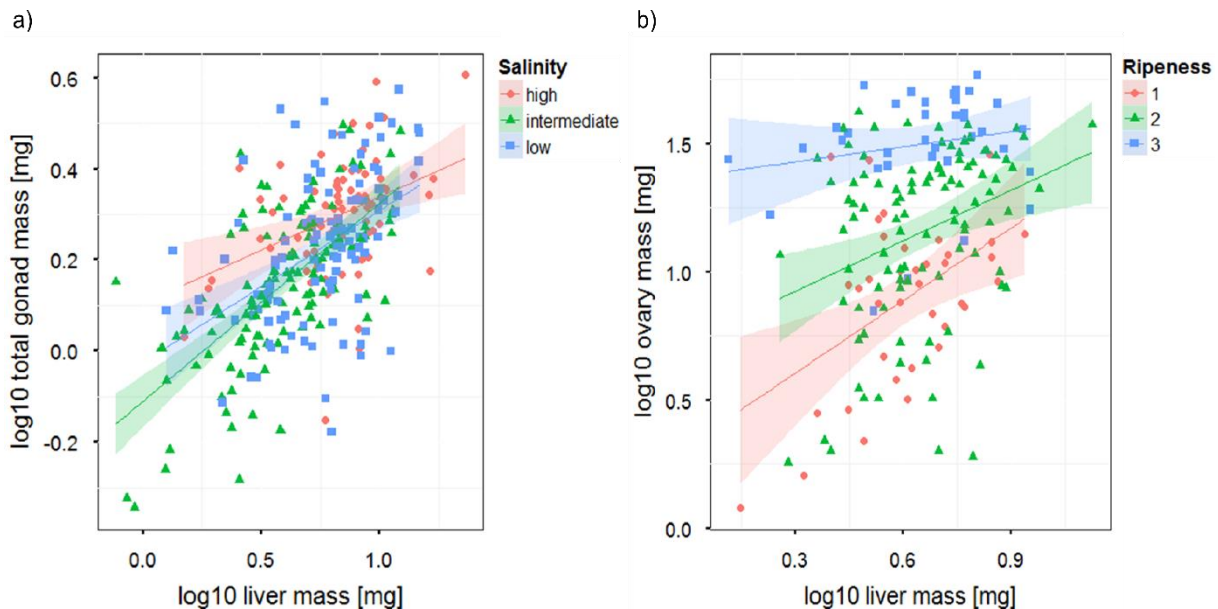 a)
log10 total gonad mass [mg]
0.6
0.4
0.2
0.0
-0.2
0.0 0.5 1.0
log10 liver mass [mg]
Salinity
high
intermediate
low
b)
log10 ovary mass [mg]
1.5
1.0
0.5
0.0
0.3 0.6 0.9
log10 liver mass [mg]
Ripeness
1
2
3